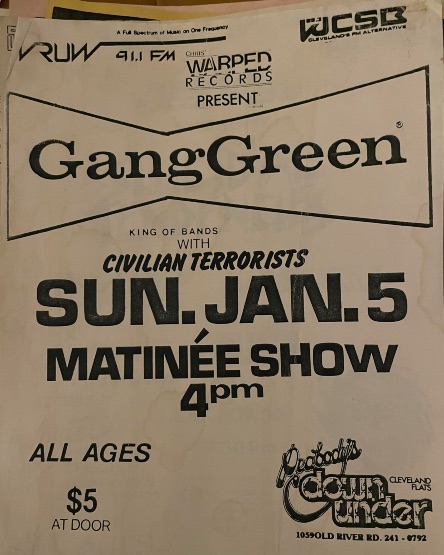 A Full Spectrum of Music on One Frequency
WRUW 91.1 FM
89.3 WCSB
CLEVELAND'S FM ALTERNATIVE
CHRIS' WARPED RECORDS
PRESENT
GangGreen®
KING OF BANDS
WITH
CIVILIAN TERRORISTS
SUN. JAN. 5
MATINÉE SHOW
4pm
ALL AGES
$5
AT DOOR
Peabody's
down under
CLEVELAND FLATS
1059 OLD RIVER RD. 241-0792